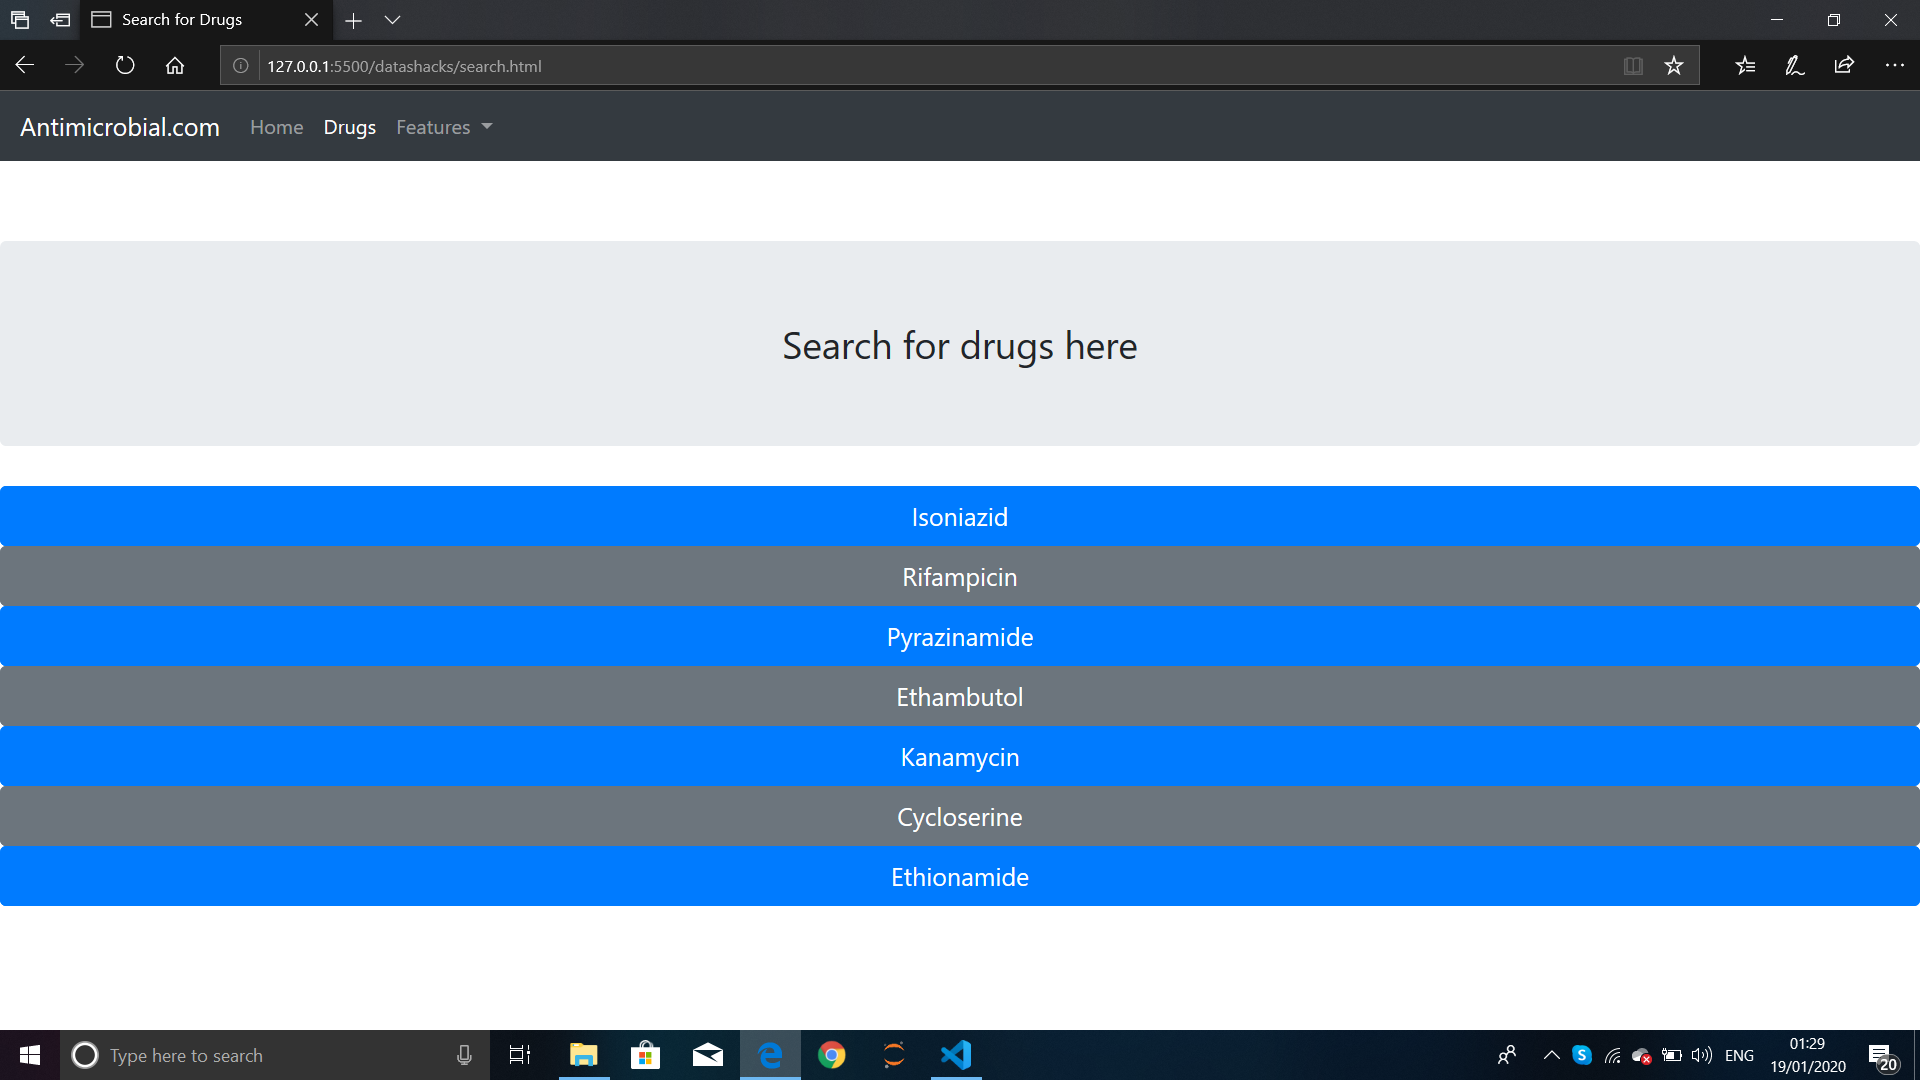 Search for Drugs
127.0.0.1:5500/datashacks/search.html
Antimicrobial.com Home Drugs Features
Search for drugs here
Isoniazid
Rifampicin
Pyrazinamide
Ethambutol
Kanamycin
Cycloserine
Ethionamide
Type here to search
S
ENG
01:29
19/01/2020
20